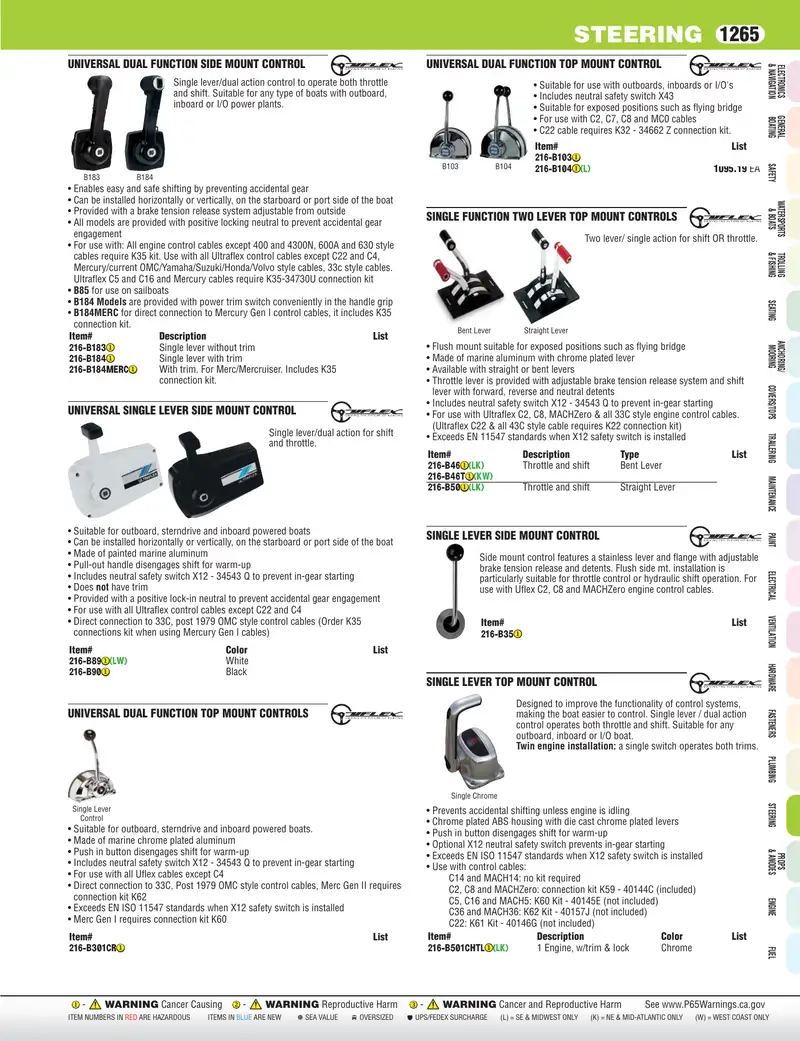 STEERING 1265
UNIVERSAL DUAL FUNCTION SIDE MOUNT CONTROL
Single lever/dual action control to operate both throttle
and shift. Suitable for any type of boats with outboard,
inboard or I/O power plants.
B183 B184
• Enables easy and safe shifting by preventing accidental gear
• Can be installed horizontally or vertically, on the starboard or port side of the boat
• Provided with a brake tension release system adjustable from outside
• All models are provided with positive locking neutral to prevent accidental gear
engagement
• For use with: All engine control cables except 400 and 4300N, 600A and 630 style
cables require K35 kit. Use with all Ultraflex control cables except C22 and C4,
Mercury/current OMC/Yamaha/Suzuki/Honda/Volvo style cables, 33c style cables.
Ultraflex C5 and C16 and Mercury cables require K35-34730U connection kit
• B85 for use on sailboats
• B184 Models are provided with power trim switch conveniently in the handle grip
• B184MERC for direct connection to Mercury Gen I control cables, it includes K35
connection kit.
Item# Description List
216-B183① Single lever without trim
216-B184① Single lever with trim
216-B184MERC① With trim. For Merc/Mercruiser. Includes K35
connection kit.
UNIVERSAL SINGLE LEVER SIDE MOUNT CONTROL
Single lever/dual action for shift
and throttle.
• Suitable for outboard, sterndrive and inboard powered boats
• Can be installed horizontally or vertically, on the starboard or port side of the boat
• Made of painted marine aluminum
• Pull-out handle disengages shift for warm-up
• Includes neutral safety switch X12 - 34543 Q to prevent in-gear starting
• Does not have trim
• Provided with a positive lock-in neutral to prevent accidental gear engagement
• For use with all Ultraflex control cables except C22 and C4
• Direct connection to 33C, post 1979 OMC style control cables (Order K35
connections kit when using Mercury Gen I cables)
Item# Color List
216-B89①(LW) White
216-B90① Black
UNIVERSAL DUAL FUNCTION TOP MOUNT CONTROLS
Single Lever
Control
• Suitable for outboard, sterndrive and inboard powered boats.
• Made of marine chrome plated aluminum
• Push in button disengages shift for warm-up
• Includes neutral safety switch X12 - 34543 Q to prevent in-gear starting
• For use with all Uflex cables except C4
• Direct connection to 33C, Post 1979 OMC style control cables, Merc Gen II requires
connection kit K62
• Exceeds EN ISO 11547 standards when X12 safety switch is installed
• Merc Gen I requires connection kit K60
Item# List
216-B301CR①
UNIVERSAL DUAL FUNCTION TOP MOUNT CONTROL
• Suitable for use with outboards, inboards or I/O's
• Includes neutral safety switch X43
• Suitable for exposed positions such as flying bridge
• For use with C2, C7, C8 and MC0 cables
• C22 cable requires K32 - 34662 Z connection kit.
B103 B104
Item# List
216-B103①
216-B104①(L) 1095.19 EA
SINGLE FUNCTION TWO LEVER TOP MOUNT CONTROLS
Two lever/ single action for shift OR throttle.
Bent Lever Straight Lever
• Flush mount suitable for exposed positions such as flying bridge
• Made of marine aluminum with chrome plated lever
• Available with straight or bent levers
• Throttle lever is provided with adjustable brake tension release system and shift
lever with forward, reverse and neutral detents
• Includes neutral safety switch X12 - 34543 Q to prevent in-gear starting
• For use with Ultraflex C2, C8, MACHZero & all 33C style engine control cables.
(Ultraflex C22 & all 43C style cable requires K22 connection kit)
• Exceeds EN 11547 standards when X12 safety switch is installed
Item# Description Type List
216-B46①(LK) Throttle and shift Bent Lever
216-B46T①(KW)
216-B50①(LK) Throttle and shift Straight Lever
SINGLE LEVER SIDE MOUNT CONTROL
Side mount control features a stainless lever and flange with adjustable
brake tension release and detents. Flush side mt. installation is
particularly suitable for throttle control or hydraulic shift operation. For
use with Uflex C2, C8 and MACHZero engine control cables.
Item# List
216-B35①
SINGLE LEVER TOP MOUNT CONTROL
Designed to improve the functionality of control systems,
making the boat easier to control. Single lever / dual action
control operates both throttle and shift. Suitable for any
outboard, inboard or I/O boat.
Twin engine installation: a single switch operates both trims.
Single Chrome
• Prevents accidental shifting unless engine is idling
• Chrome plated ABS housing with die cast chrome plated levers
• Push in button disengages shift for warm-up
• Optional X12 neutral safety switch prevents in-gear starting
• Exceeds EN ISO 11547 standards when X12 safety switch is installed
• Use with control cables:
C14 and MACH14: no kit required
C2, C8 and MACHZero: connection kit K59 - 40144C (included)
C5, C16 and MACH5: K60 Kit - 40145E (not included)
C36 and MACH36: K62 Kit - 40157J (not included)
C22: K61 Kit - 40146G (not included)
Item# Description Color List
216-B501CHTL①(LK) 1 Engine, w/trim & lock Chrome
ELECTRONICS
& NAVIGATION
GENERAL
BOATING
SAFETY
WATERSPORTS
& BOATS
TROLLING
& FISHING
SEATING
ANCHORING/
MOORING
COVERS/TOPS
TRAILERING
MAINTENANCE
PAINT
ELECTRICAL
VENTILATION
HARDWARE
FASTENERS
PLUMBING
STEERING
PROPS
& ANODES
ENGINE
FUEL
① - WARNING Cancer Causing ② - WARNING Reproductive Harm ③ - WARNING Cancer and Reproductive Harm See www.P65Warnings.ca.gov
ITEM NUMBERS IN RED ARE HAZARDOUS ITEMS IN BLUE ARE NEW SEA VALUE OVERSIZED UPS/FEDEX SURCHARGE (L) = SE & MIDWEST ONLY (K) = NE & MID-ATLANTIC ONLY (W) = WEST COAST ONLY